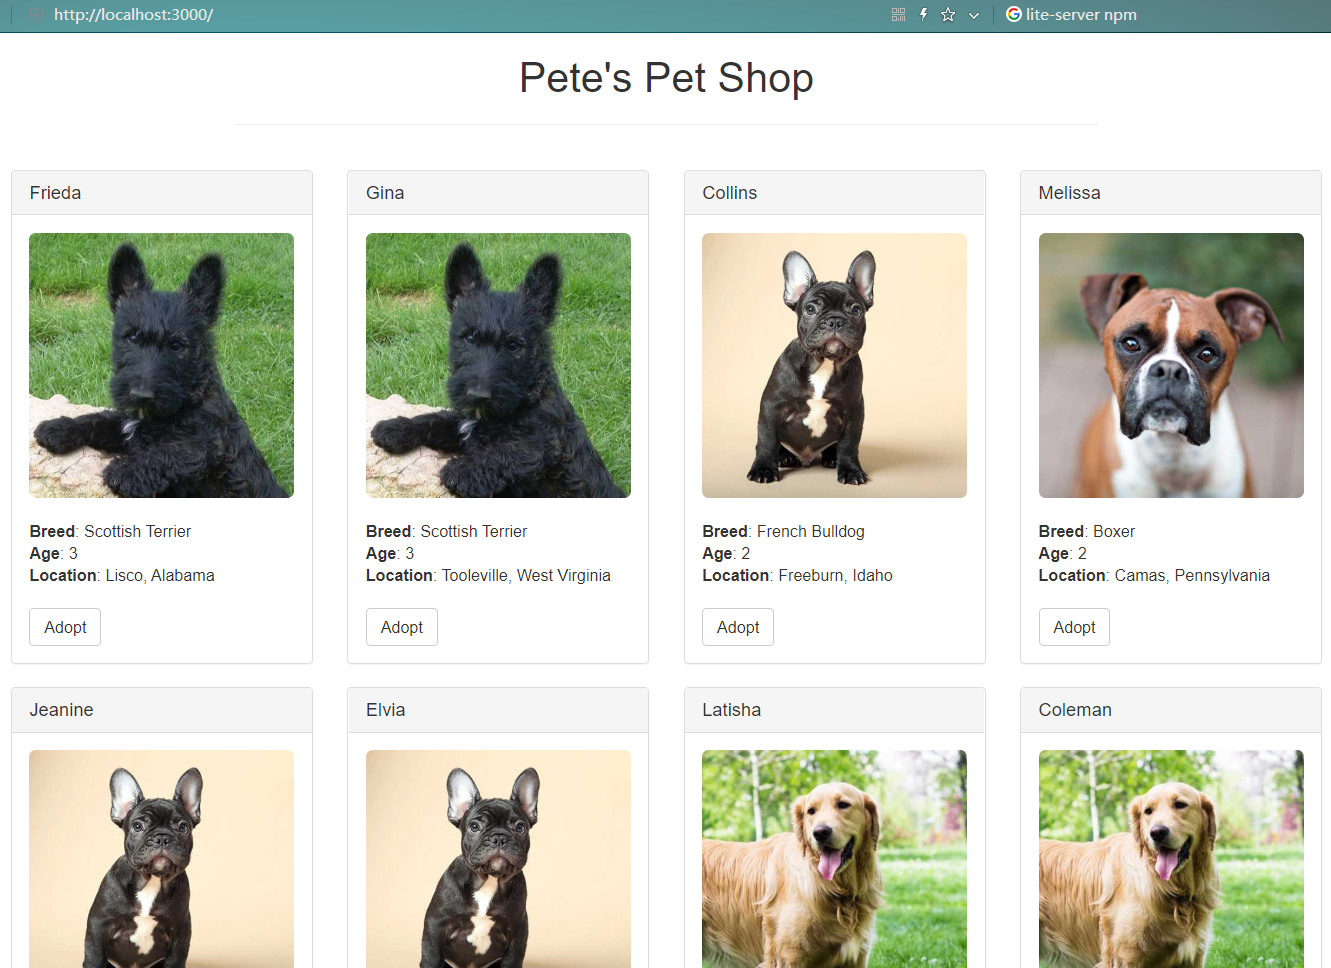 http://localhost:3000/
lite-server npm
Pete's Pet Shop
Frieda
Gina
Collins
Melissa
Breed: Scottish Terrier
Age: 3
Location: Lisco, Alabama
Adopt
Breed: Scottish Terrier
Age: 3
Location: Tooleville, West Virginia
Adopt
Breed: French Bulldog
Age: 2
Location: Freeburn, Idaho
Adopt
Breed: Boxer
Age: 2
Location: Camas, Pennsylvania
Adopt
Jeanine
Elvia
Latisha
Coleman